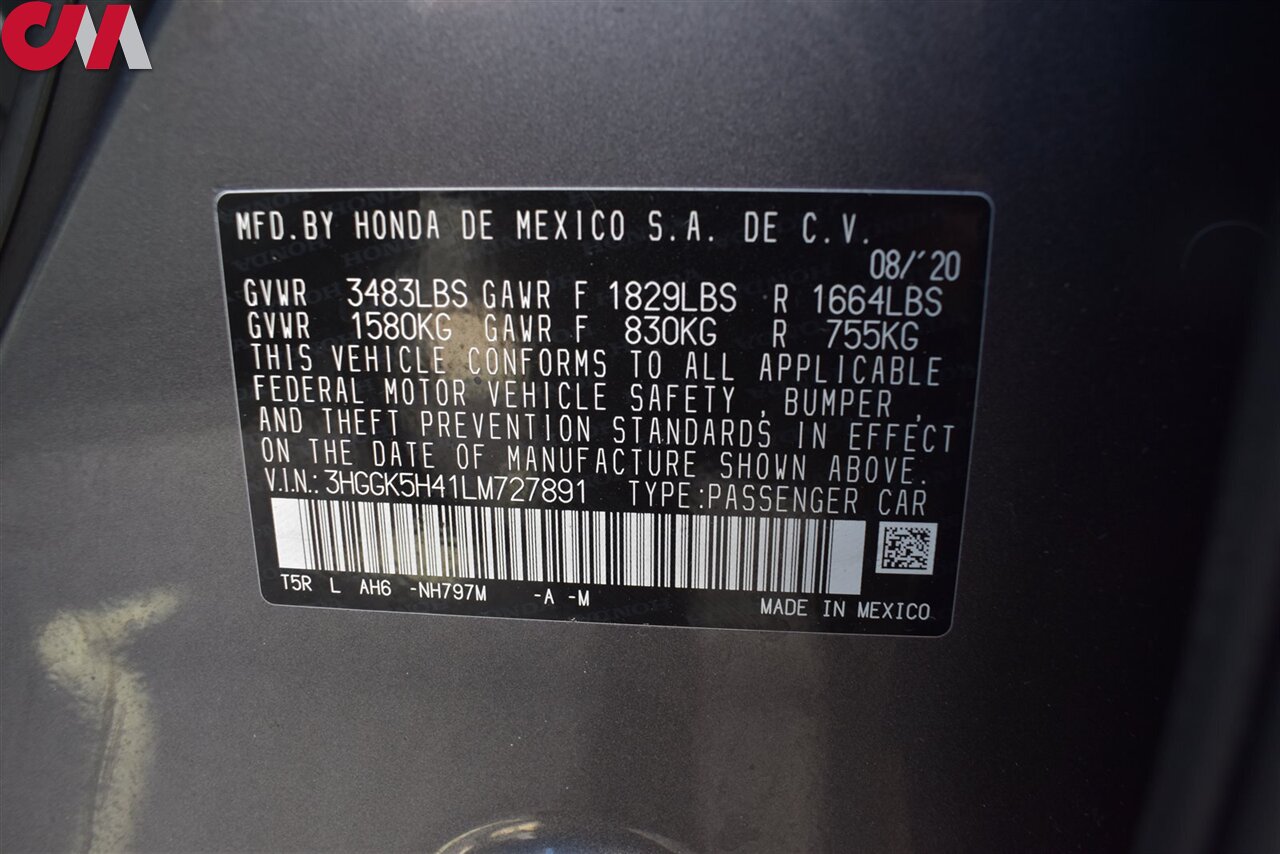 CM
MFD.BY HONDA DE MEXICO S.A. DE C.V.
08/'20
GVWR 3483LBS GAWR F 1829LBS R 1664LBS
GVWR 1580KG GAWR F 830KG R 755KG
THIS VEHICLE CONFORMS TO ALL APPLICABLE
FEDERAL MOTOR VEHICLE SAFETY , BUMPER ,
AND THEFT PREVENTION STANDARDS IN EFFECT
ON THE DATE OF MANUFACTURE SHOWN ABOVE.
V.I.N.: 3HGGK5H41LM727891 TYPE:PASSENGER CAR
T5R L AH6 -NH797M -A -M
MADE IN MEXICO